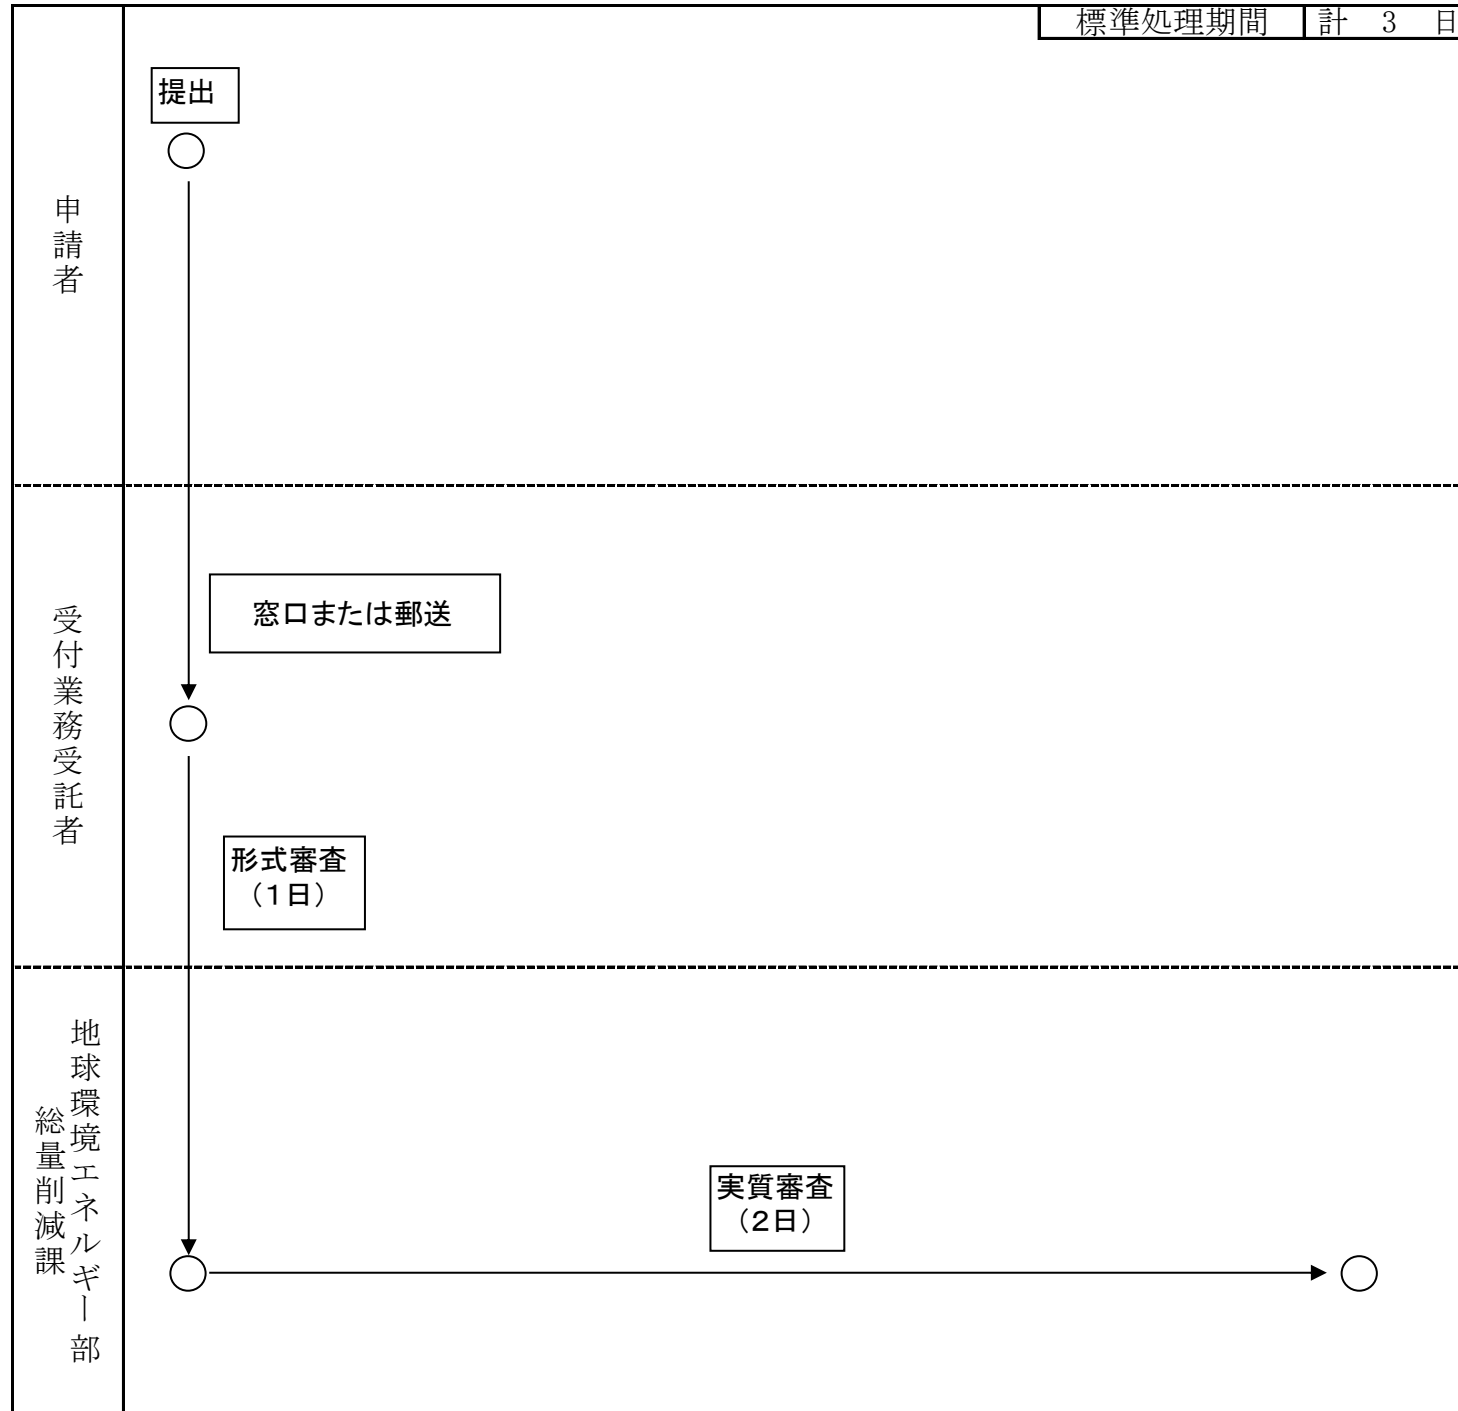 標準処理期間 計 3 日
提出
申請者
窓口または郵送
受付業務受託者
形式審査
（1日）
地球環境エネルギー部
総量削減課
実質審査
（2日）